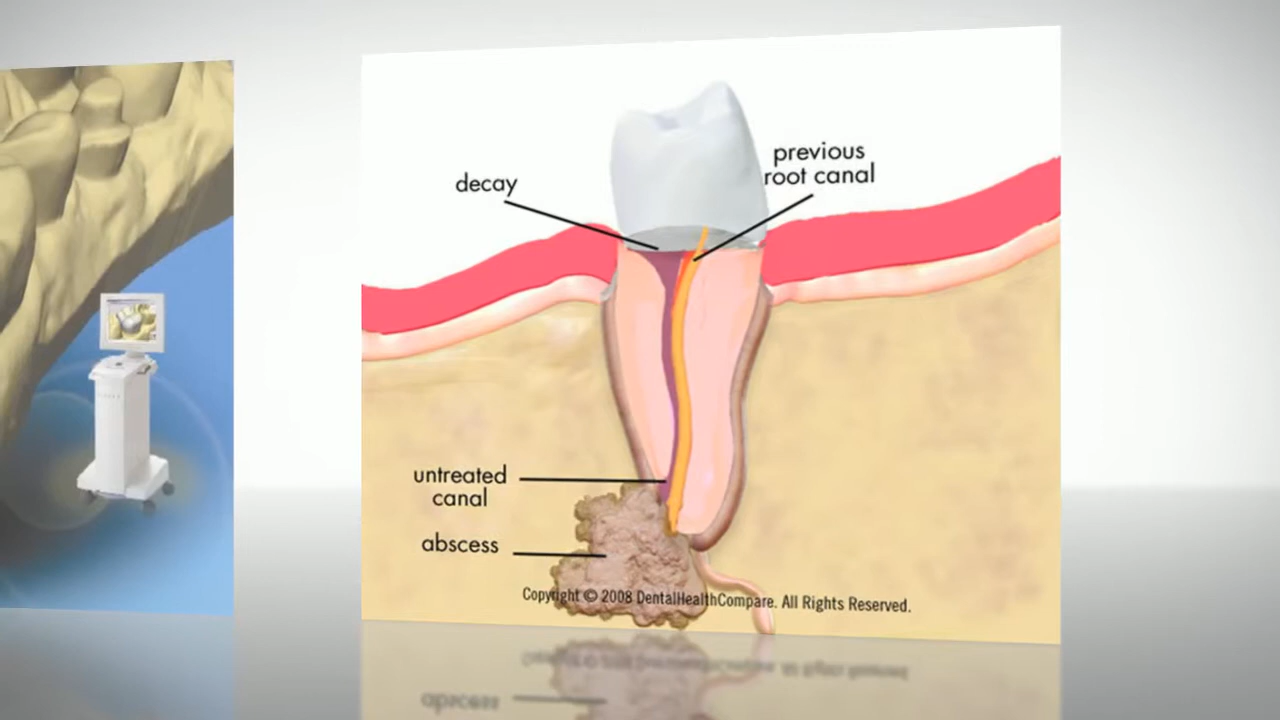 decay
previous
root canal
untreated
canal
abscess
Copyright © 2008 DentalHealthCompare. All Rights Reserved.